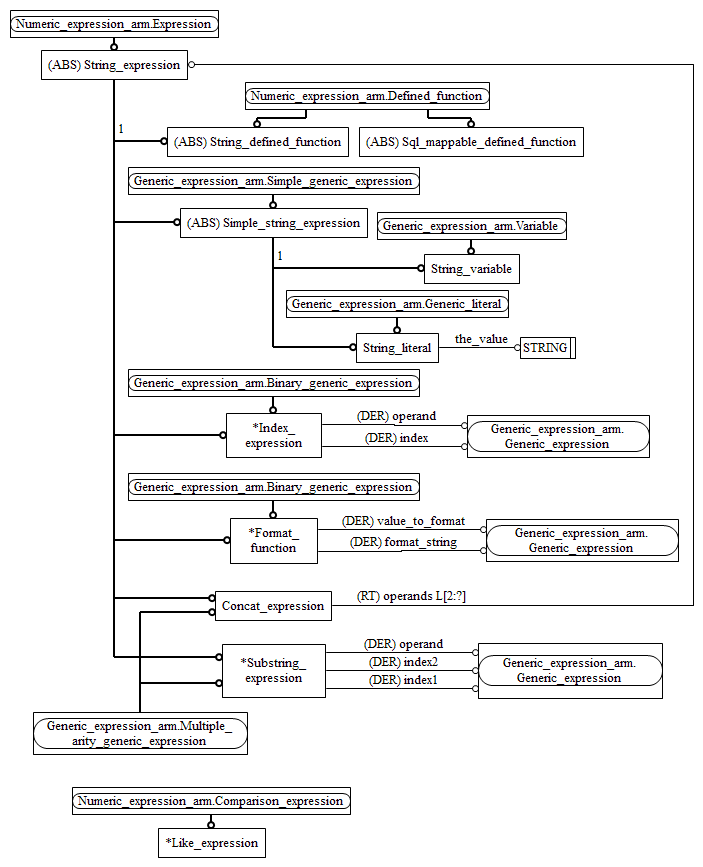 Numeric_expression_arm.Expression
(ABS) String_expression
Numeric_expression_arm.Defined_function
1
(ABS) String_defined_function
(ABS) Sql_mappable_defined_function
Generic_expression_arm.Simple_generic_expression
(ABS) Simple_string_expression
Generic_expression_arm.Variable
1
String_variable
Generic_expression_arm.Generic_literal
String_literal
the_value
STRING
Generic_expression_arm.Binary_generic_expression
*Index_
expression
(DER) operand
(DER) index
Generic_expression_arm.
Generic_expression
Generic_expression_arm.Binary_generic_expression
*Format_
function
(DER) value_to_format
(DER) format_string
Generic_expression_arm.
Generic_expression
Concat_expression
(RT) operands L[2:?]
*Substring_
expression
(DER) operand
(DER) index2
(DER) index1
Generic_expression_arm.
Generic_expression
Generic_expression_arm.Multiple_
arity_generic_expression
Numeric_expression_arm.Comparison_expression
*Like_expression